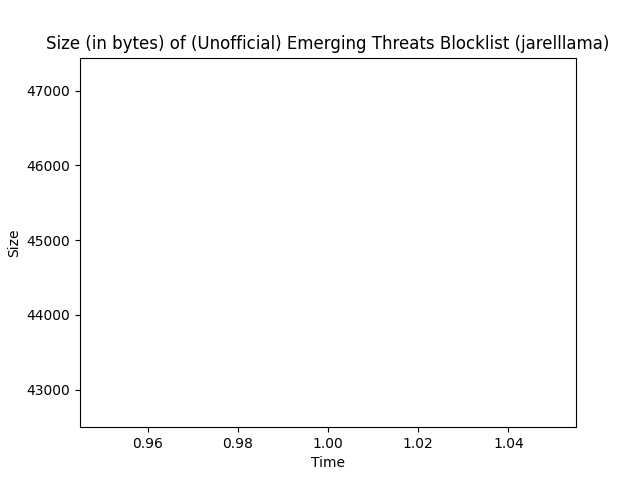 Size (in bytes) of (Unofficial) Emerging Threats Blocklist (jarelllama)
47000
46000
45000
44000
43000
Size
0.96 0.98 1.00 1.02 1.04
Time